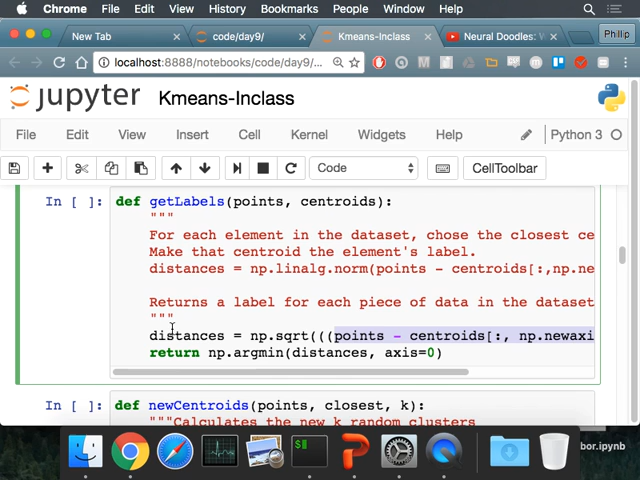 Chrome File Edit View History Bookmarks People Window Help
New Tab code/day9/ Kmeans-Inclass Neural Doodles: W Phillip
localhost:8888/notebooks/code/day9/...
jupyter Kmeans-Inclass
File Edit View Insert Cell Kernel Widgets Help Python 3
Code CellToolbar
In [ ]: def getLabels(points, centroids):
"""
For each element in the dataset, chose the closest ce
Make that centroid the element's label.
distances = np.linalg.norm(points - centroids[:,np.ne
Returns a label for each piece of data in the dataset
"""
distances = np.sqrt(((points - centroids[:, np.newaxi
return np.argmin(distances, axis=0)
In [ ]: def newCentroids(points, closest, k):
"""Calculates the new k random clusters
bor.ipynb